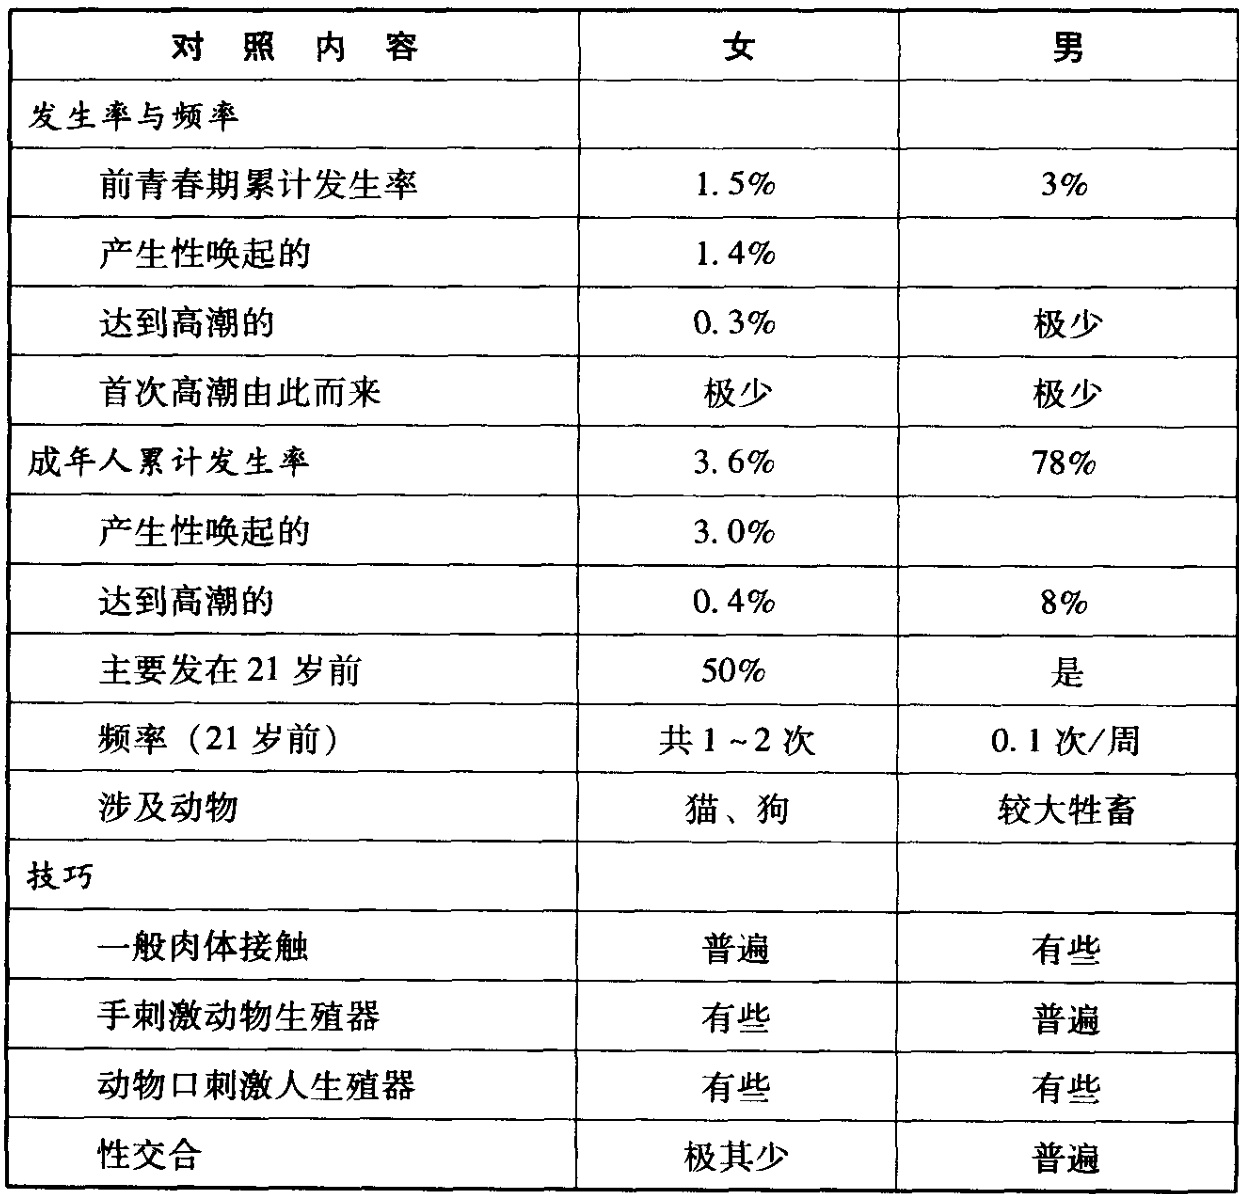 对照内容 女 男
发生率与频率
前青春期累计发生率 1.5% 3%
产生性唤起的 1.4%
达到高潮的 0.3% 极少
首次高潮由此而来 极少 极少
成年人累计发生率 3.6% 78%
产生性唤起的 3.0%
达到高潮的 0.4% 8%
主要发在21岁前 50% 是
频率（21岁前） 共1~2次 0.1次/周
涉及动物 猫、狗 较大牲畜
技巧
一般肉体接触 普遍 有些
手刺激动物生殖器 有些 普遍
动物口刺激人生殖器 有些 有些
性交合 极其少 普遍